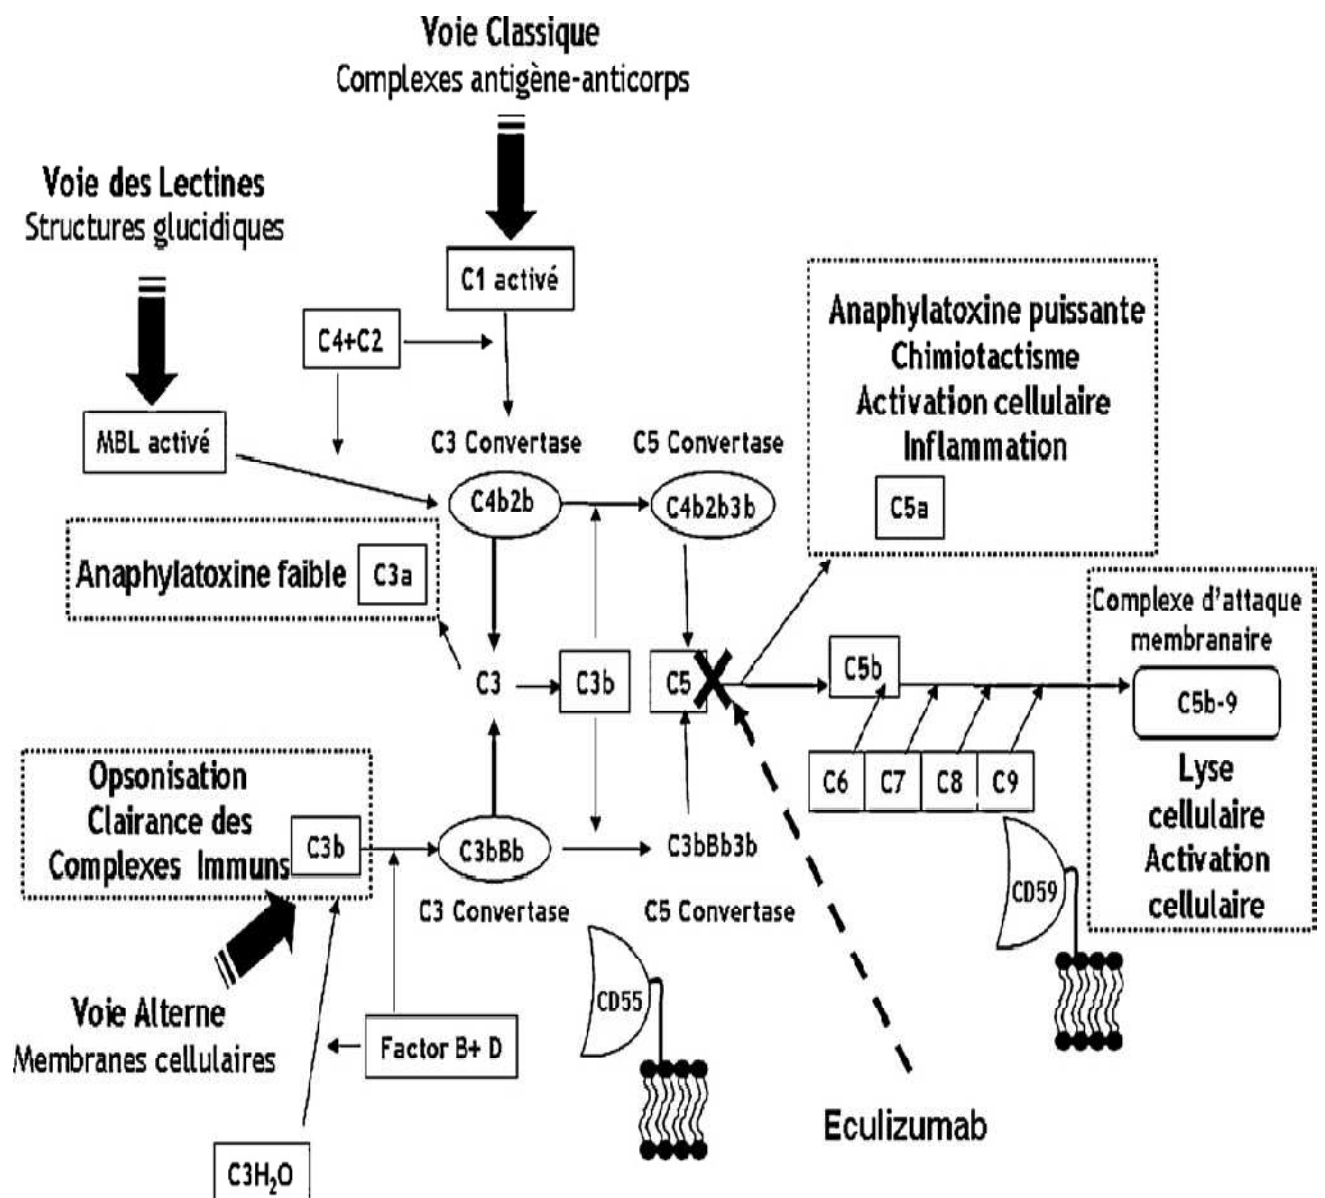 Voie Classique
Complexes antigène-anticorps
Voie des Lectines
Structures glucidiques
C1 activé
C4+C2
MBL activé
Anaphylatoxine puissante
Chimiotactisme
Activation cellulaire
Inflammation
C5a
C3 Convertase
C5 Convertase
C4b2b
C4b2b3b
Anaphylatoxine faible
C3a
C3
C3b
C5
C5b
Complexe d'attaque
membranaire
C5b-9
Lyse
cellulaire
Activation
cellulaire
C6
C7
C8
C9
Opsonisation
Clairance des
Complexes Immuns
C3b
C3bBb
C3bBb3b
C3 Convertase
C5 Convertase
CD59
CD55
Voie Alterne
Membranes cellulaires
Factor B+ D
C3H₂O
Eculizumab